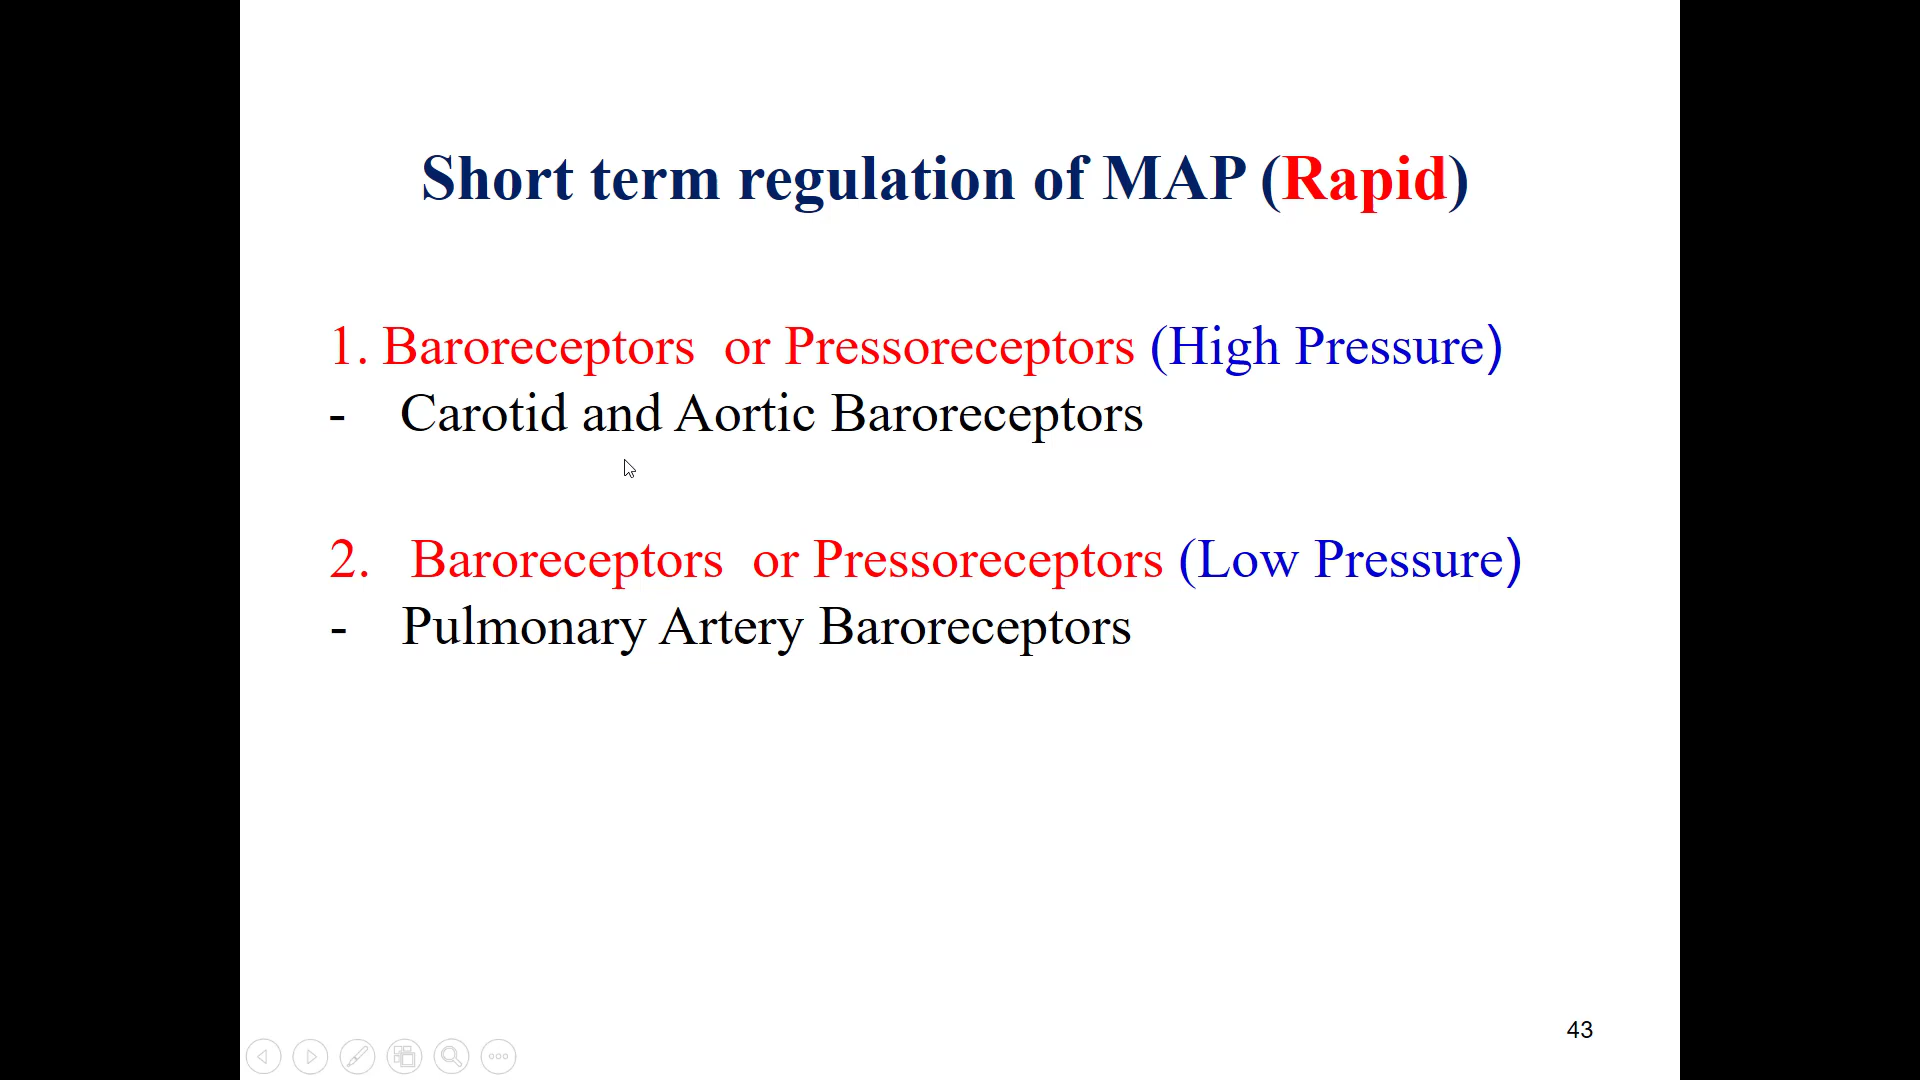 Short term regulation of MAP (Rapid)
1. Baroreceptors or Pressoreceptors (High Pressure)
- Carotid and Aortic Baroreceptors
2. Baroreceptors or Pressoreceptors (Low Pressure)
- Pulmonary Artery Baroreceptors
43